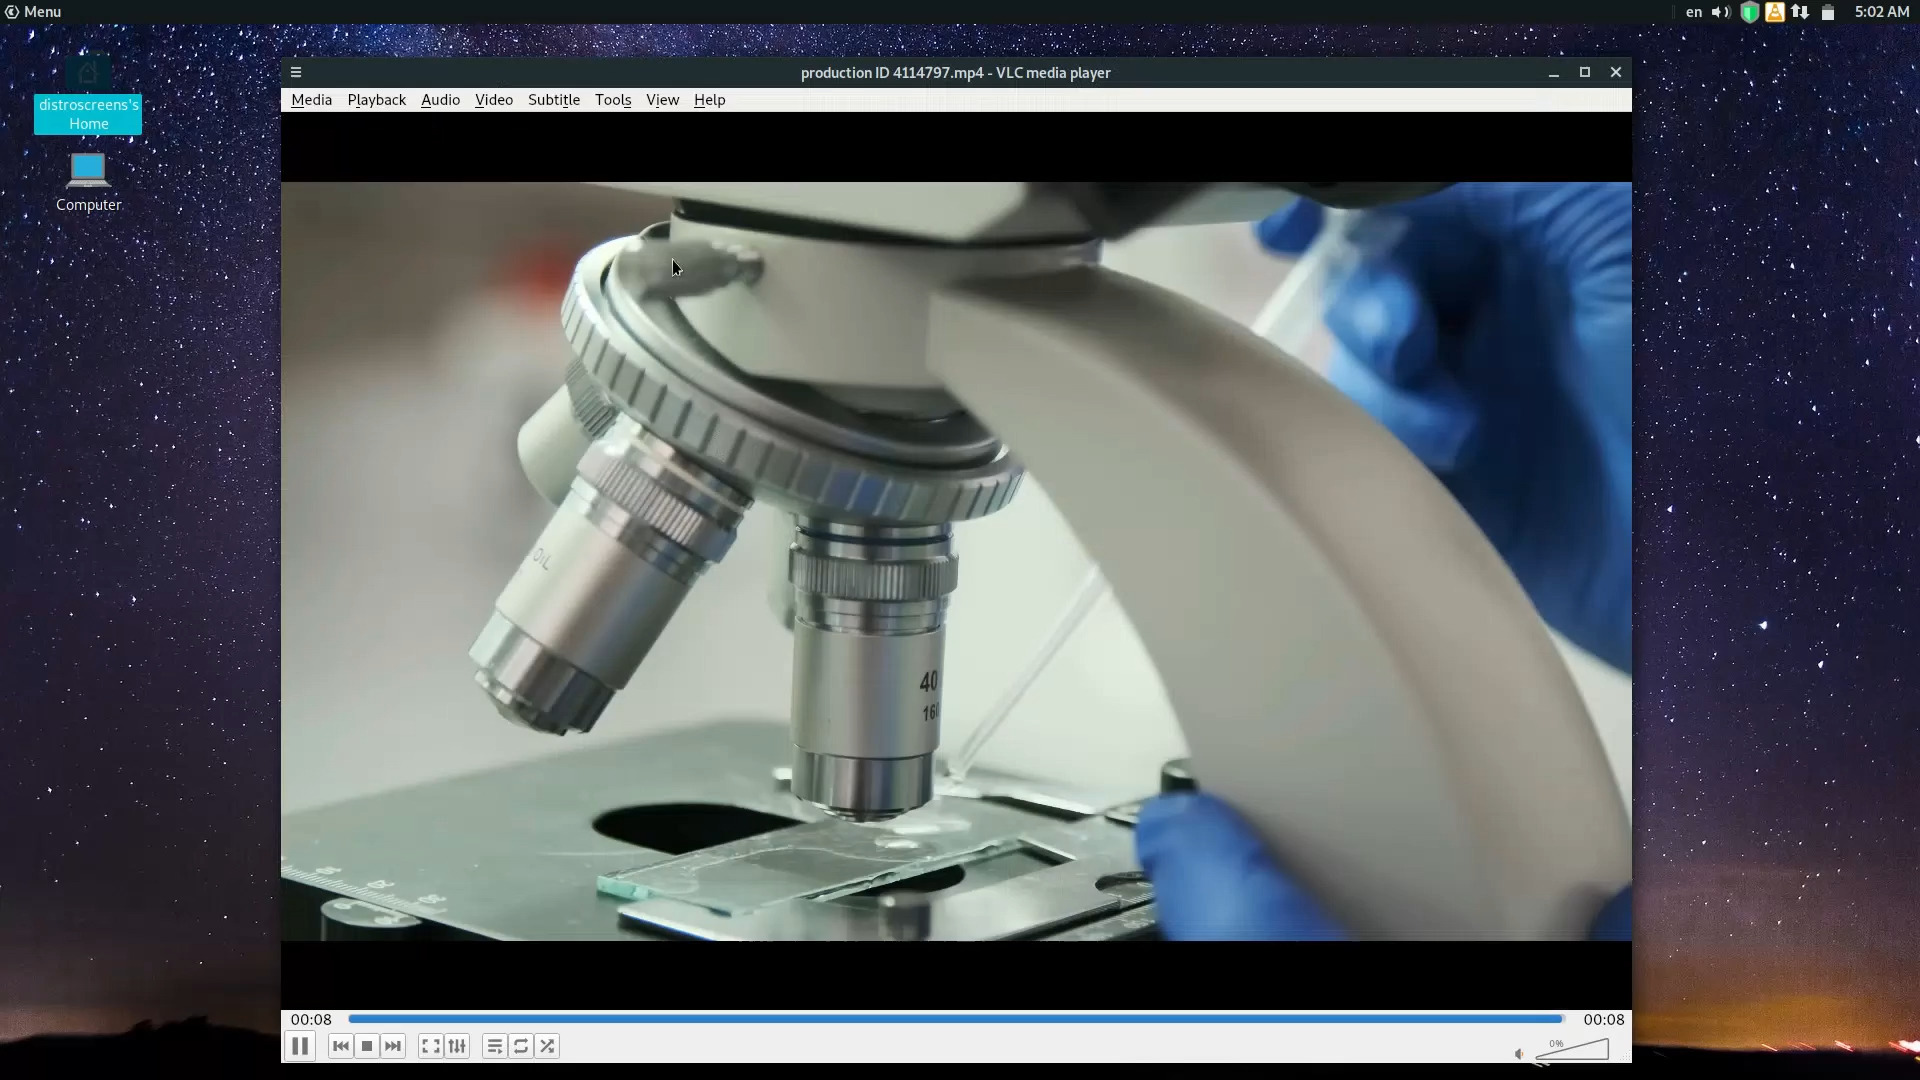 Menu
en
5:02 AM
distroscreens's
Home
Computer
production ID 4114797.mp4 - VLC media player
Media Playback Audio Video Subtitle Tools View Help
OIL
40
160
00:08
00:08
0%